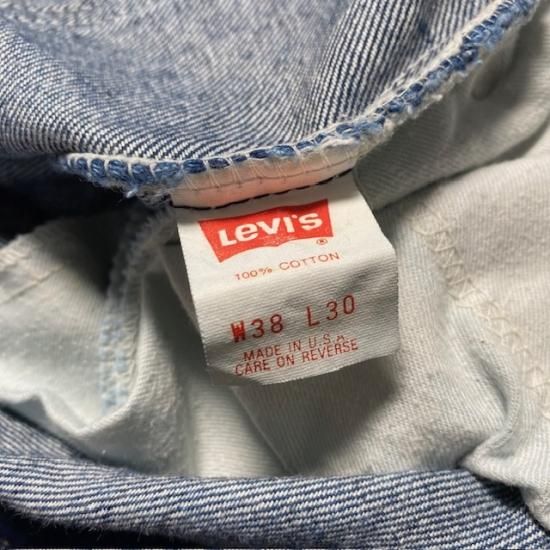 Levi's
®
100% COTTON
W38 L30
MADE IN U.S.A.
CARE ON REVERSE